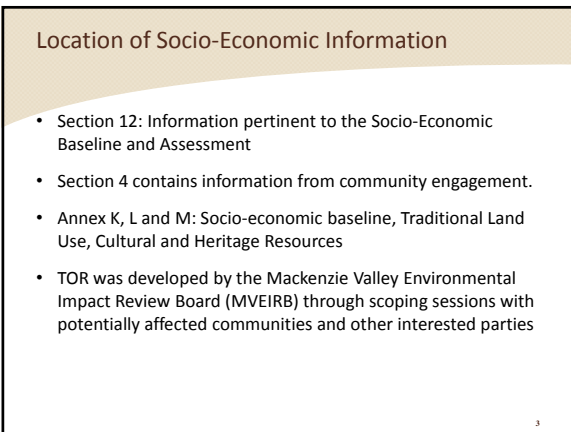 Location of Socio-Economic Information
• Section 12: Information pertinent to the Socio-Economic
Baseline and Assessment
• Section 4 contains information from community engagement.
• Annex K, L and M: Socio-economic baseline, Traditional Land
Use, Cultural and Heritage Resources
• TOR was developed by the Mackenzie Valley Environmental
Impact Review Board (MVEIRB) through scoping sessions with
potentially affected communities and other interested parties
3